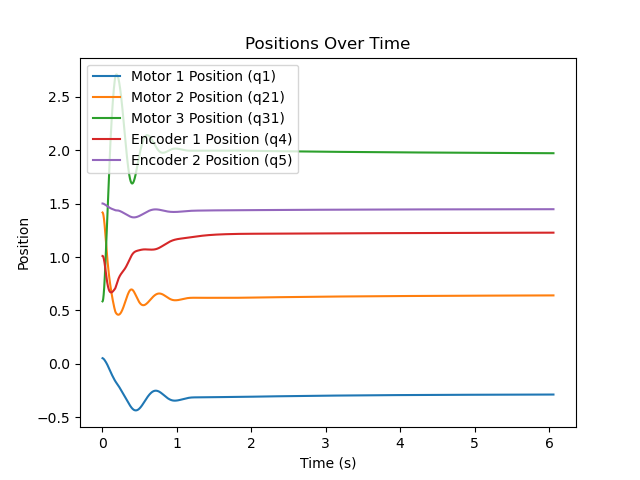 Positions Over Time
Motor 1 Position (q1)
Motor 2 Position (q21)
Motor 3 Position (q31)
Encoder 1 Position (q4)
Encoder 2 Position (q5)
Position
2.5
2.0
1.5
1.0
0.5
0.0
−0.5
0 1 2 3 4 5 6
Time (s)